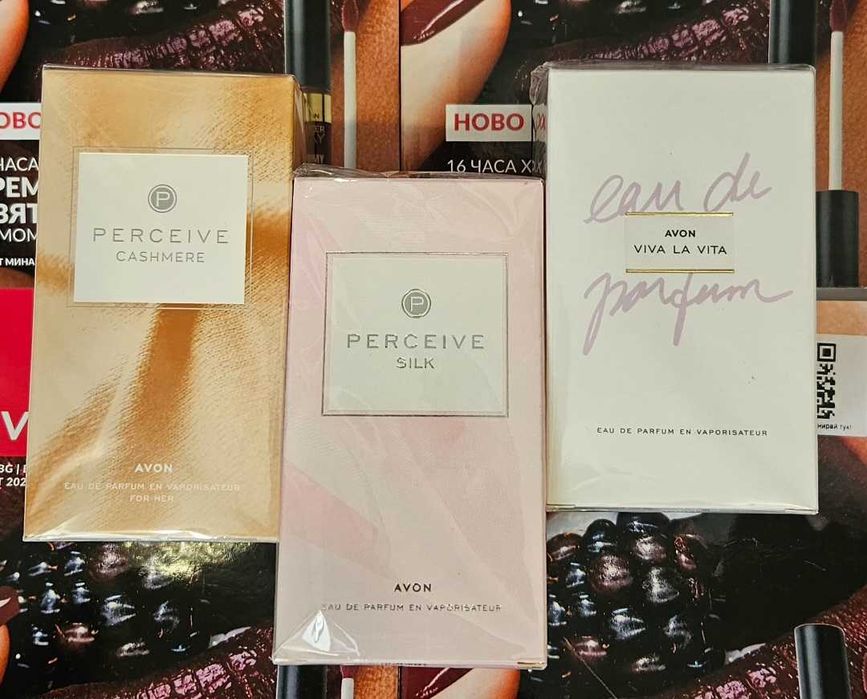 P
PERCEIVE
CASHMERE
AVON
EAU DE PARFUM EN VAPORISATEUR
FOR HER
P
PERCEIVE
SILK
AVON
EAU DE PARFUM EN VAPORISATEUR
eau de
AVON
VIVA LA VITA
parfum
EAU DE PARFUM EN VAPORISATEUR
НОВО
16 ЧАСА